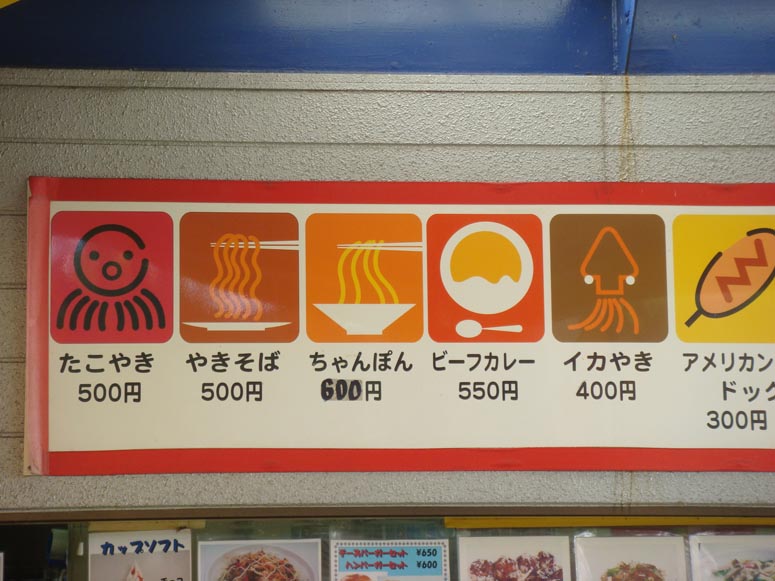 たこやき
500円
やきそば
500円
ちゃんぽん
600円
ビーフカレー
550円
イカやき
400円
アメリカン
ドッグ
300円
カップソフト
¥650
¥600